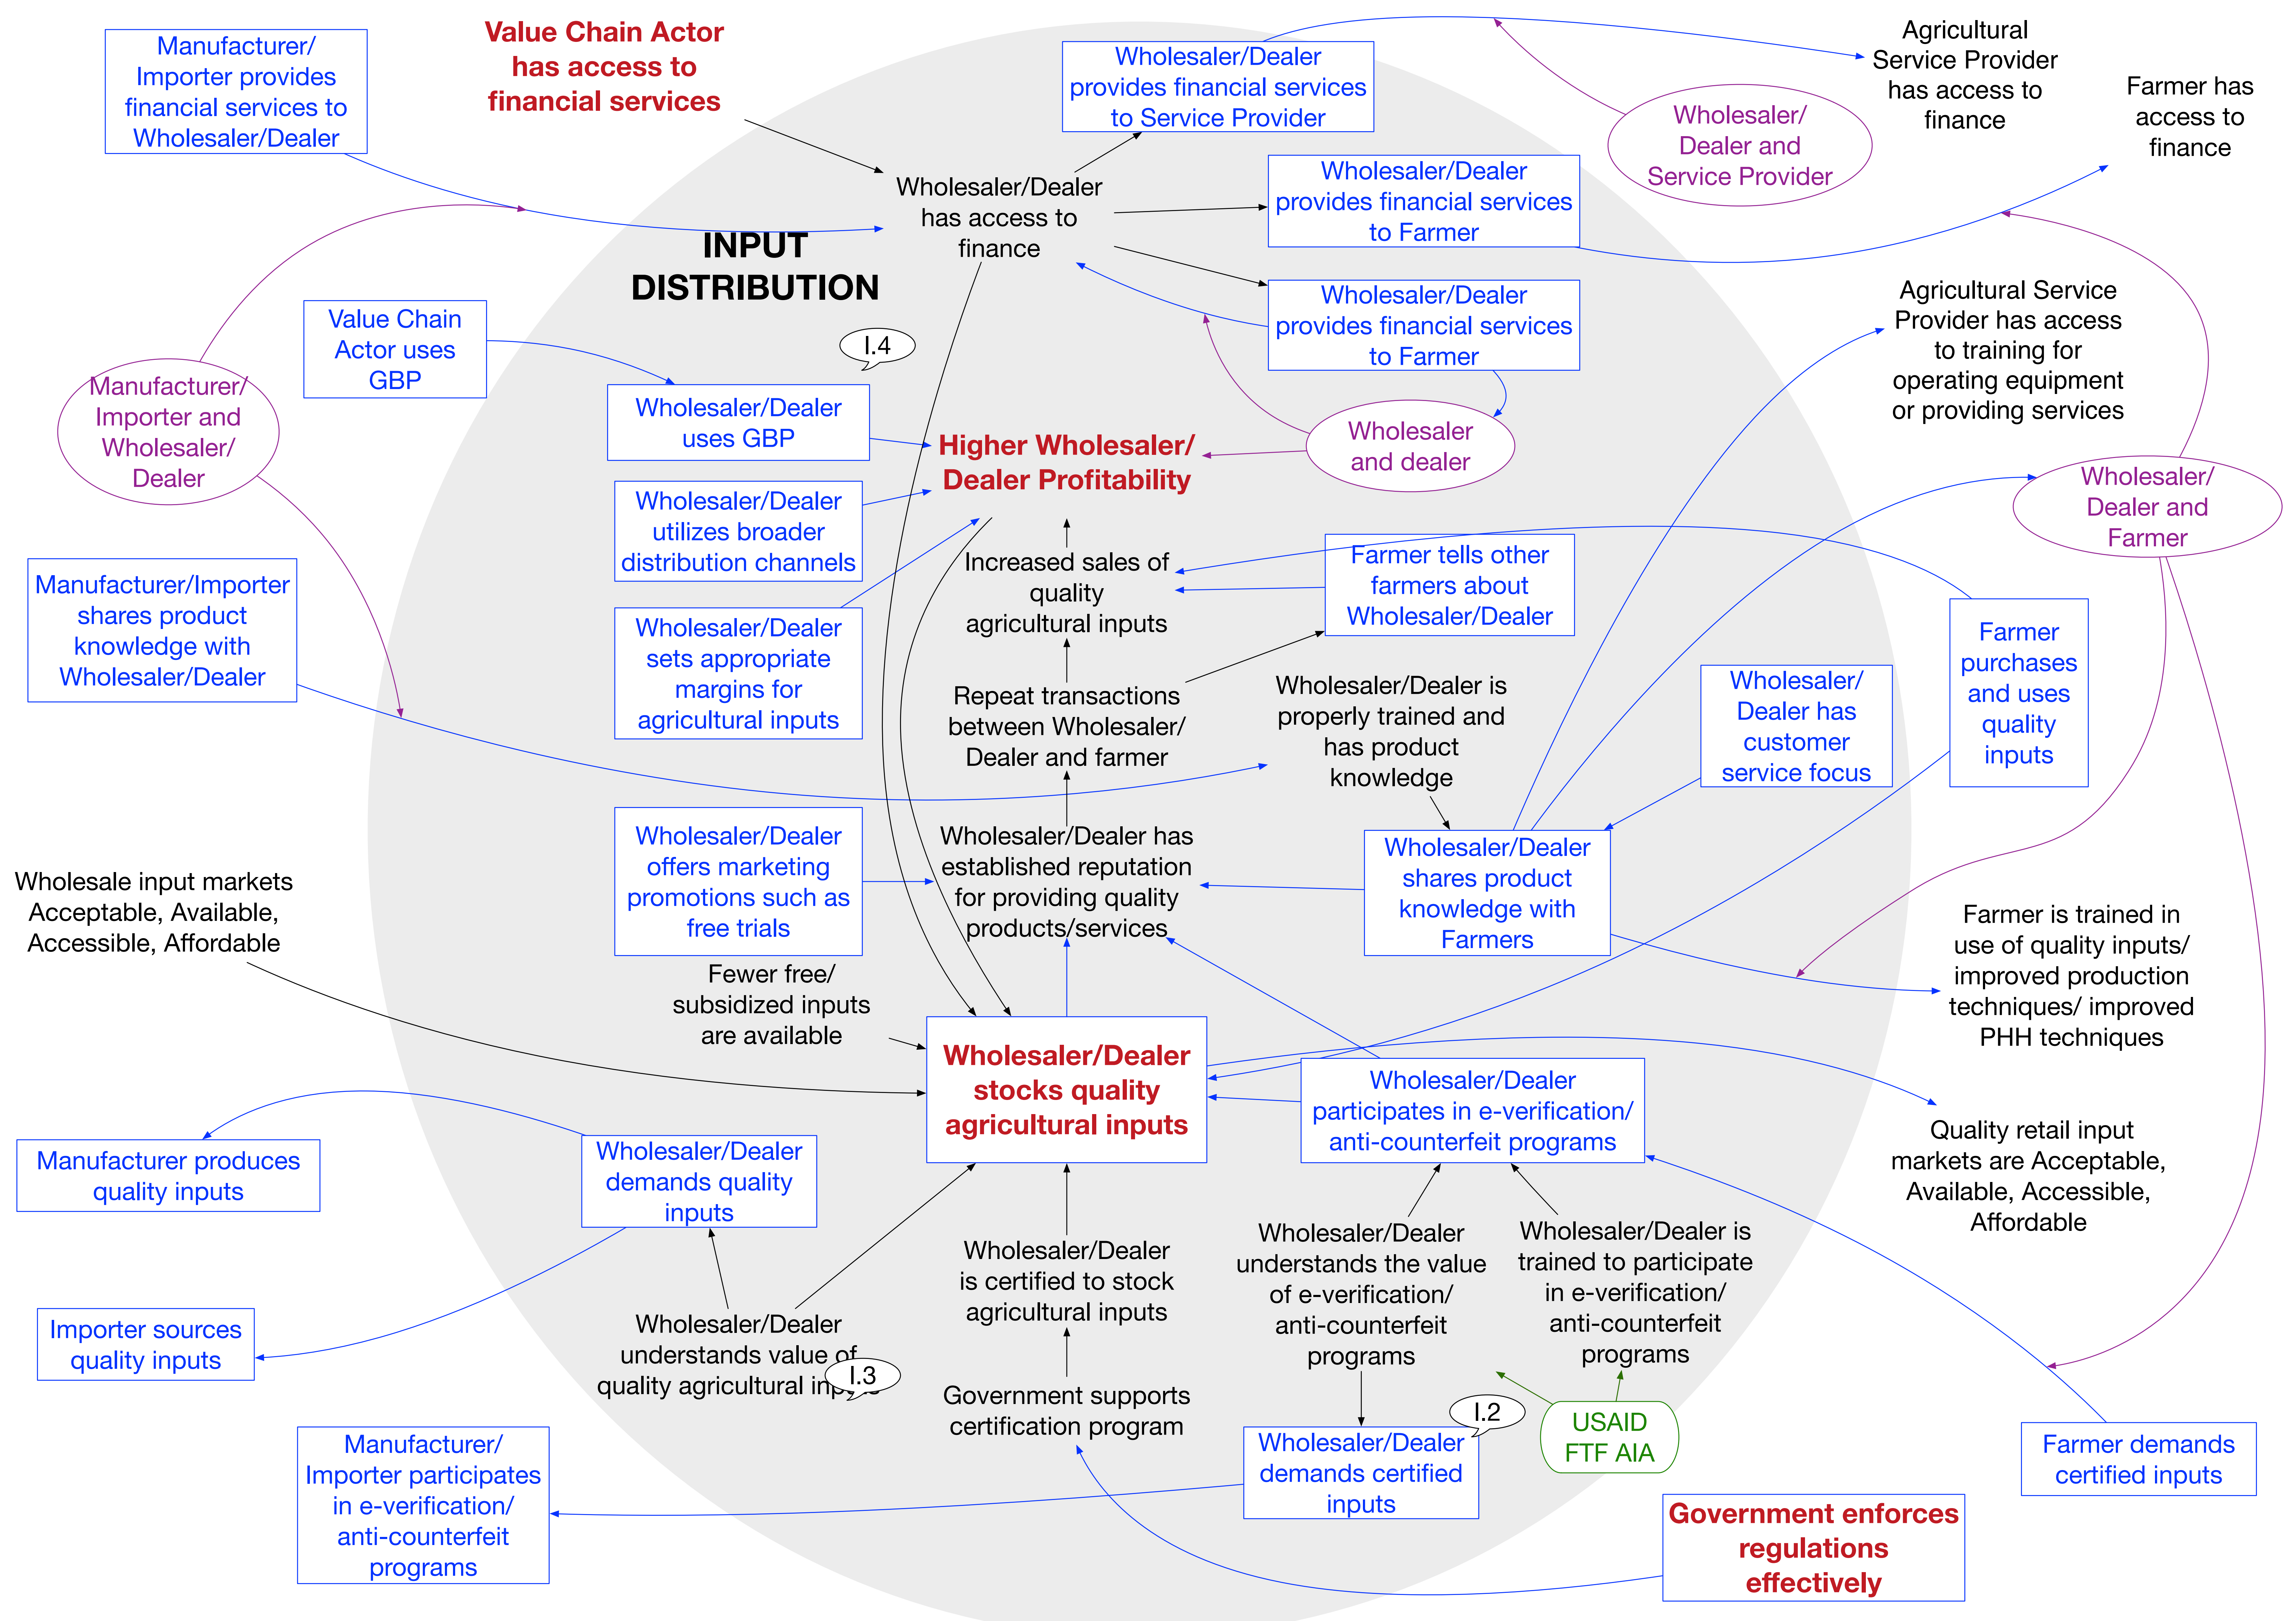 Manufacturer/
Importer provides
financial services to
Wholesaler/Dealer
Value Chain Actor
has access to
financial services
Wholesaler/Dealer
provides financial services
to Service Provider
Agricultural
Service Provider
has access to
finance
Farmer has
access to
finance
Wholesaler/
Dealer and
Service Provider
Wholesaler/Dealer
has access to
finance
Wholesaler/Dealer
provides financial services
to Farmer
INPUT
DISTRIBUTION
Wholesaler/Dealer
provides financial services
to Farmer
Agricultural Service
Provider has access
to training for
operating equipment
or providing services
Value Chain
Actor uses
GBP
I.4
Manufacturer/
Importer and
Wholesaler/
Dealer
Wholesaler/Dealer
uses GBP
Higher Wholesaler/
Dealer Profitability
Wholesaler
and dealer
Wholesaler/
Dealer and
Farmer
Wholesaler/Dealer
utilizes broader
distribution channels
Increased sales of
quality
agricultural inputs
Farmer tells other
farmers about
Wholesaler/Dealer
Manufacturer/Importer
shares product
knowledge with
Wholesaler/Dealer
Wholesaler/Dealer
sets appropriate
margins for
agricultural inputs
Repeat transactions
between Wholesaler/
Dealer and farmer
Wholesaler/Dealer is
properly trained and
has product
knowledge
Wholesaler/
Dealer has
customer
service focus
Farmer
purchases
and uses
quality
inputs
Wholesaler/Dealer
offers marketing
promotions such as
free trials
Wholesaler/Dealer has
established reputation
for providing quality
products/services
Wholesaler/Dealer
shares product
knowledge with
Farmers
Wholesale input markets
Acceptable, Available,
Accessible, Affordable
Farmer is trained in
use of quality inputs/
improved production
techniques/ improved
PHH techniques
Fewer free/
subsidized inputs
are available
Wholesaler/Dealer
stocks quality
agricultural inputs
Wholesaler/Dealer
participates in e-verification/
anti-counterfeit programs
Quality retail input
markets are Acceptable,
Available, Accessible,
Affordable
Manufacturer produces
quality inputs
Wholesaler/Dealer
demands quality
inputs
Importer sources
quality inputs
Wholesaler/Dealer
understands value of
quality agricultural
I.3
Wholesaler/Dealer
is certified to stock
agricultural inputs
Wholesaler/Dealer
understands the value
of e-verification/
anti-counterfeit
programs
Wholesaler/Dealer is
trained to participate
in e-verification/
anti-counterfeit
programs
Government supports
certification program
I.2
USAID
FTF AIA
Manufacturer/
Importer participates
in e-verification/
anti-counterfeit
programs
Wholesaler/Dealer
demands certified
inputs
Farmer demands
certified inputs
Government enforces
regulations
effectively